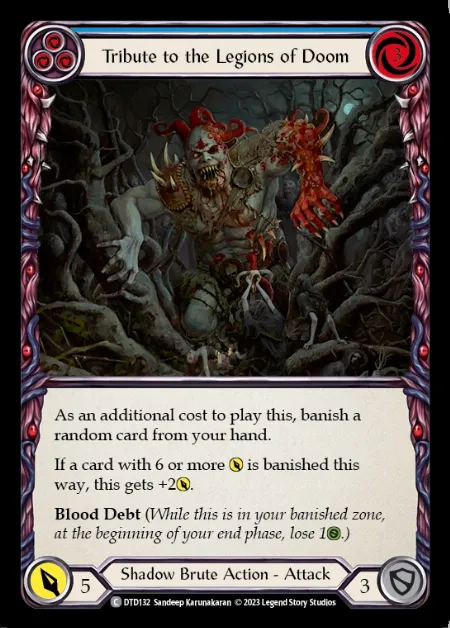 Tribute to the Legions of Doom
3
As an additional cost to play this, banish a
random card from your hand.
If a card with 6 or more is banished this
way, this gets +2.
Blood Debt (While this is in your banished zone,
at the beginning of your end phase, lose 1.)
5
Shadow Brute Action - Attack
3
C DTD132 Sandeep Karunakaran © 2023 Legend Story Studios